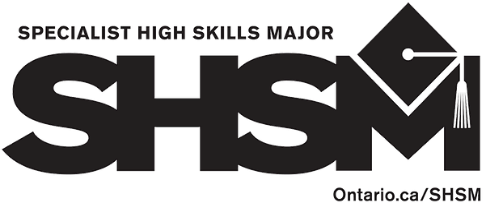 SPECIALIST HIGH SKILLS MAJOR
SHSM
Ontario.ca/SHSM